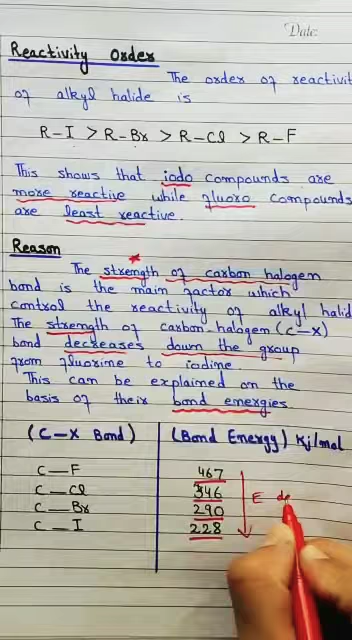 Date:
Reactivity Order
The order of reactivit
of alkyl halide is
R-I > R-Br > R-Cl > R-F
This shows that iodo compounds are
more reactive while fluoro compounds
are least reactive.
Reason
The strength of carbon halogen
bond is the main factor which
control the reactivity of alkyl halid
The strength of carbon-halogen (C-X)
bond decreases down the group
from fluorine to iodine.
This can be explained on the
basis of their bond energies
(C-X Bond) (Bond Energy) Kj/mol
C-F 467
C-Cl 346
C-Br 290
C-I 228
E de